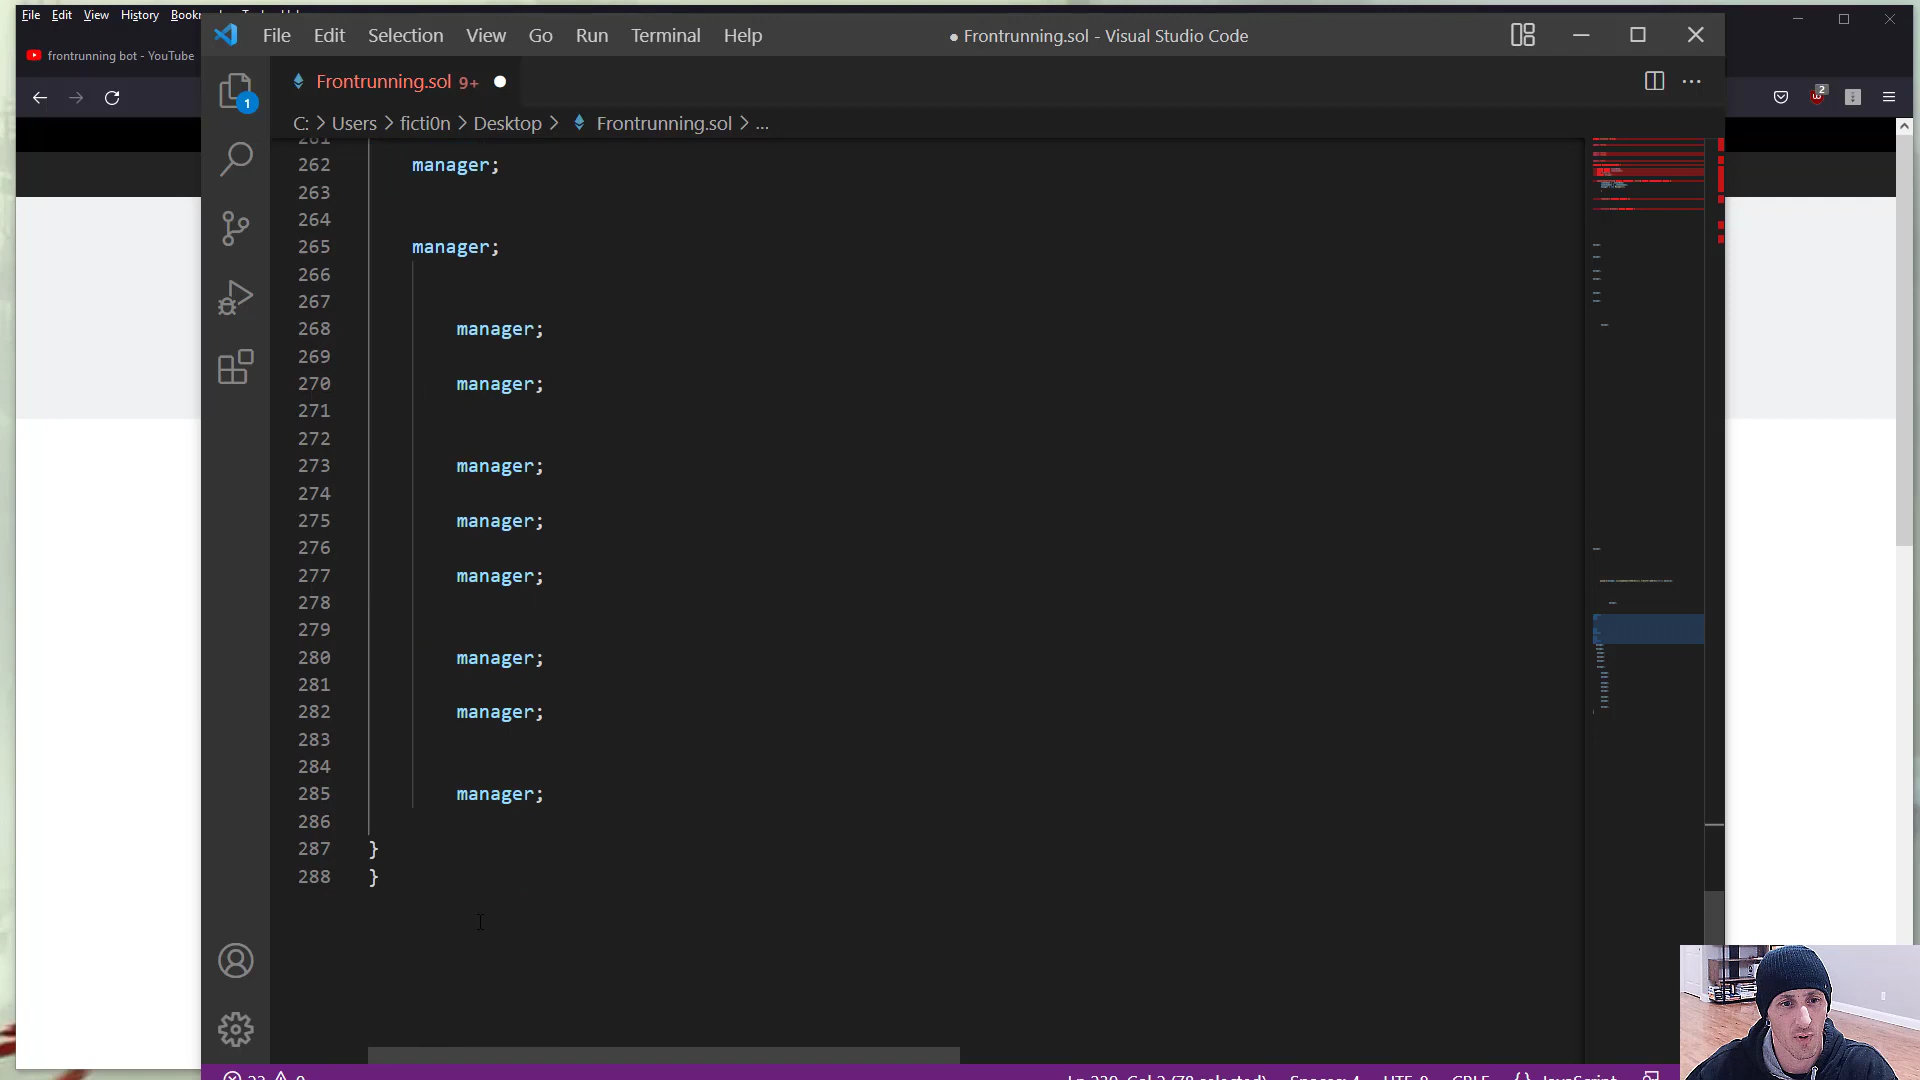 File Edit View History
frontrunning bot - YouTube
File Edit Selection View Go Run Terminal Help
● Frontrunning.sol - Visual Studio Code
Frontrunning.sol 9+
C: > Users > ficti0n > Desktop > Frontrunning.sol > ...
1
2
262 manager;
263
264
265 manager;
266
267
268 manager;
269
270 manager;
271
272
273 manager;
274
275 manager;
276
277 manager;
278
279
280 manager;
281
282 manager;
283
284
285 manager;
286
287 }
288 }